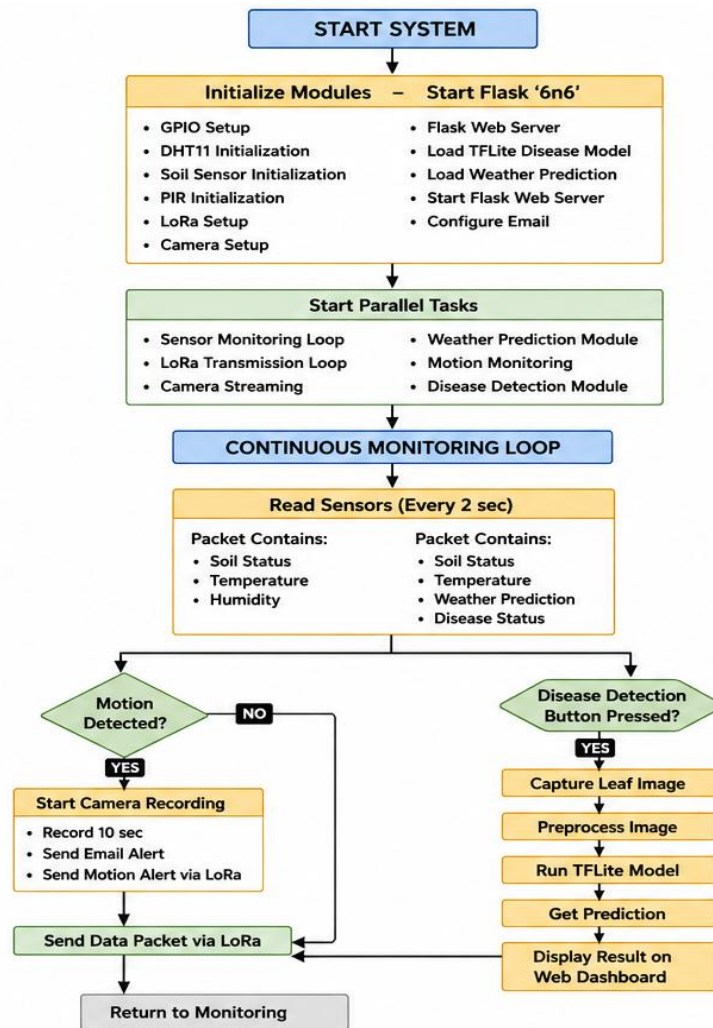 START SYSTEM
Initialize Modules – Start Flask '6n6'
• GPIO Setup
• DHT11 Initialization
• Soil Sensor Initialization
• PIR Initialization
• LoRa Setup
• Camera Setup
• Flask Web Server
• Load TFLite Disease Model
• Load Weather Prediction
• Start Flask Web Server
• Configure Email
Start Parallel Tasks
• Sensor Monitoring Loop
• LoRa Transmission Loop
• Camera Streaming
• Weather Prediction Module
• Motion Monitoring
• Disease Detection Module
CONTINUOUS MONITORING LOOP
Read Sensors (Every 2 sec)
Packet Contains:
• Soil Status
• Temperature
• Humidity
Packet Contains:
• Soil Status
• Temperature
• Weather Prediction
• Disease Status
Motion
Detected?
NO
YES
Start Camera Recording
• Record 10 sec
• Send Email Alert
• Send Motion Alert via LoRa
Send Data Packet via LoRa
Return to Monitoring
Disease Detection
Button Pressed?
YES
Capture Leaf Image
Preprocess Image
Run TFLite Model
Get Prediction
Display Result on
Web Dashboard